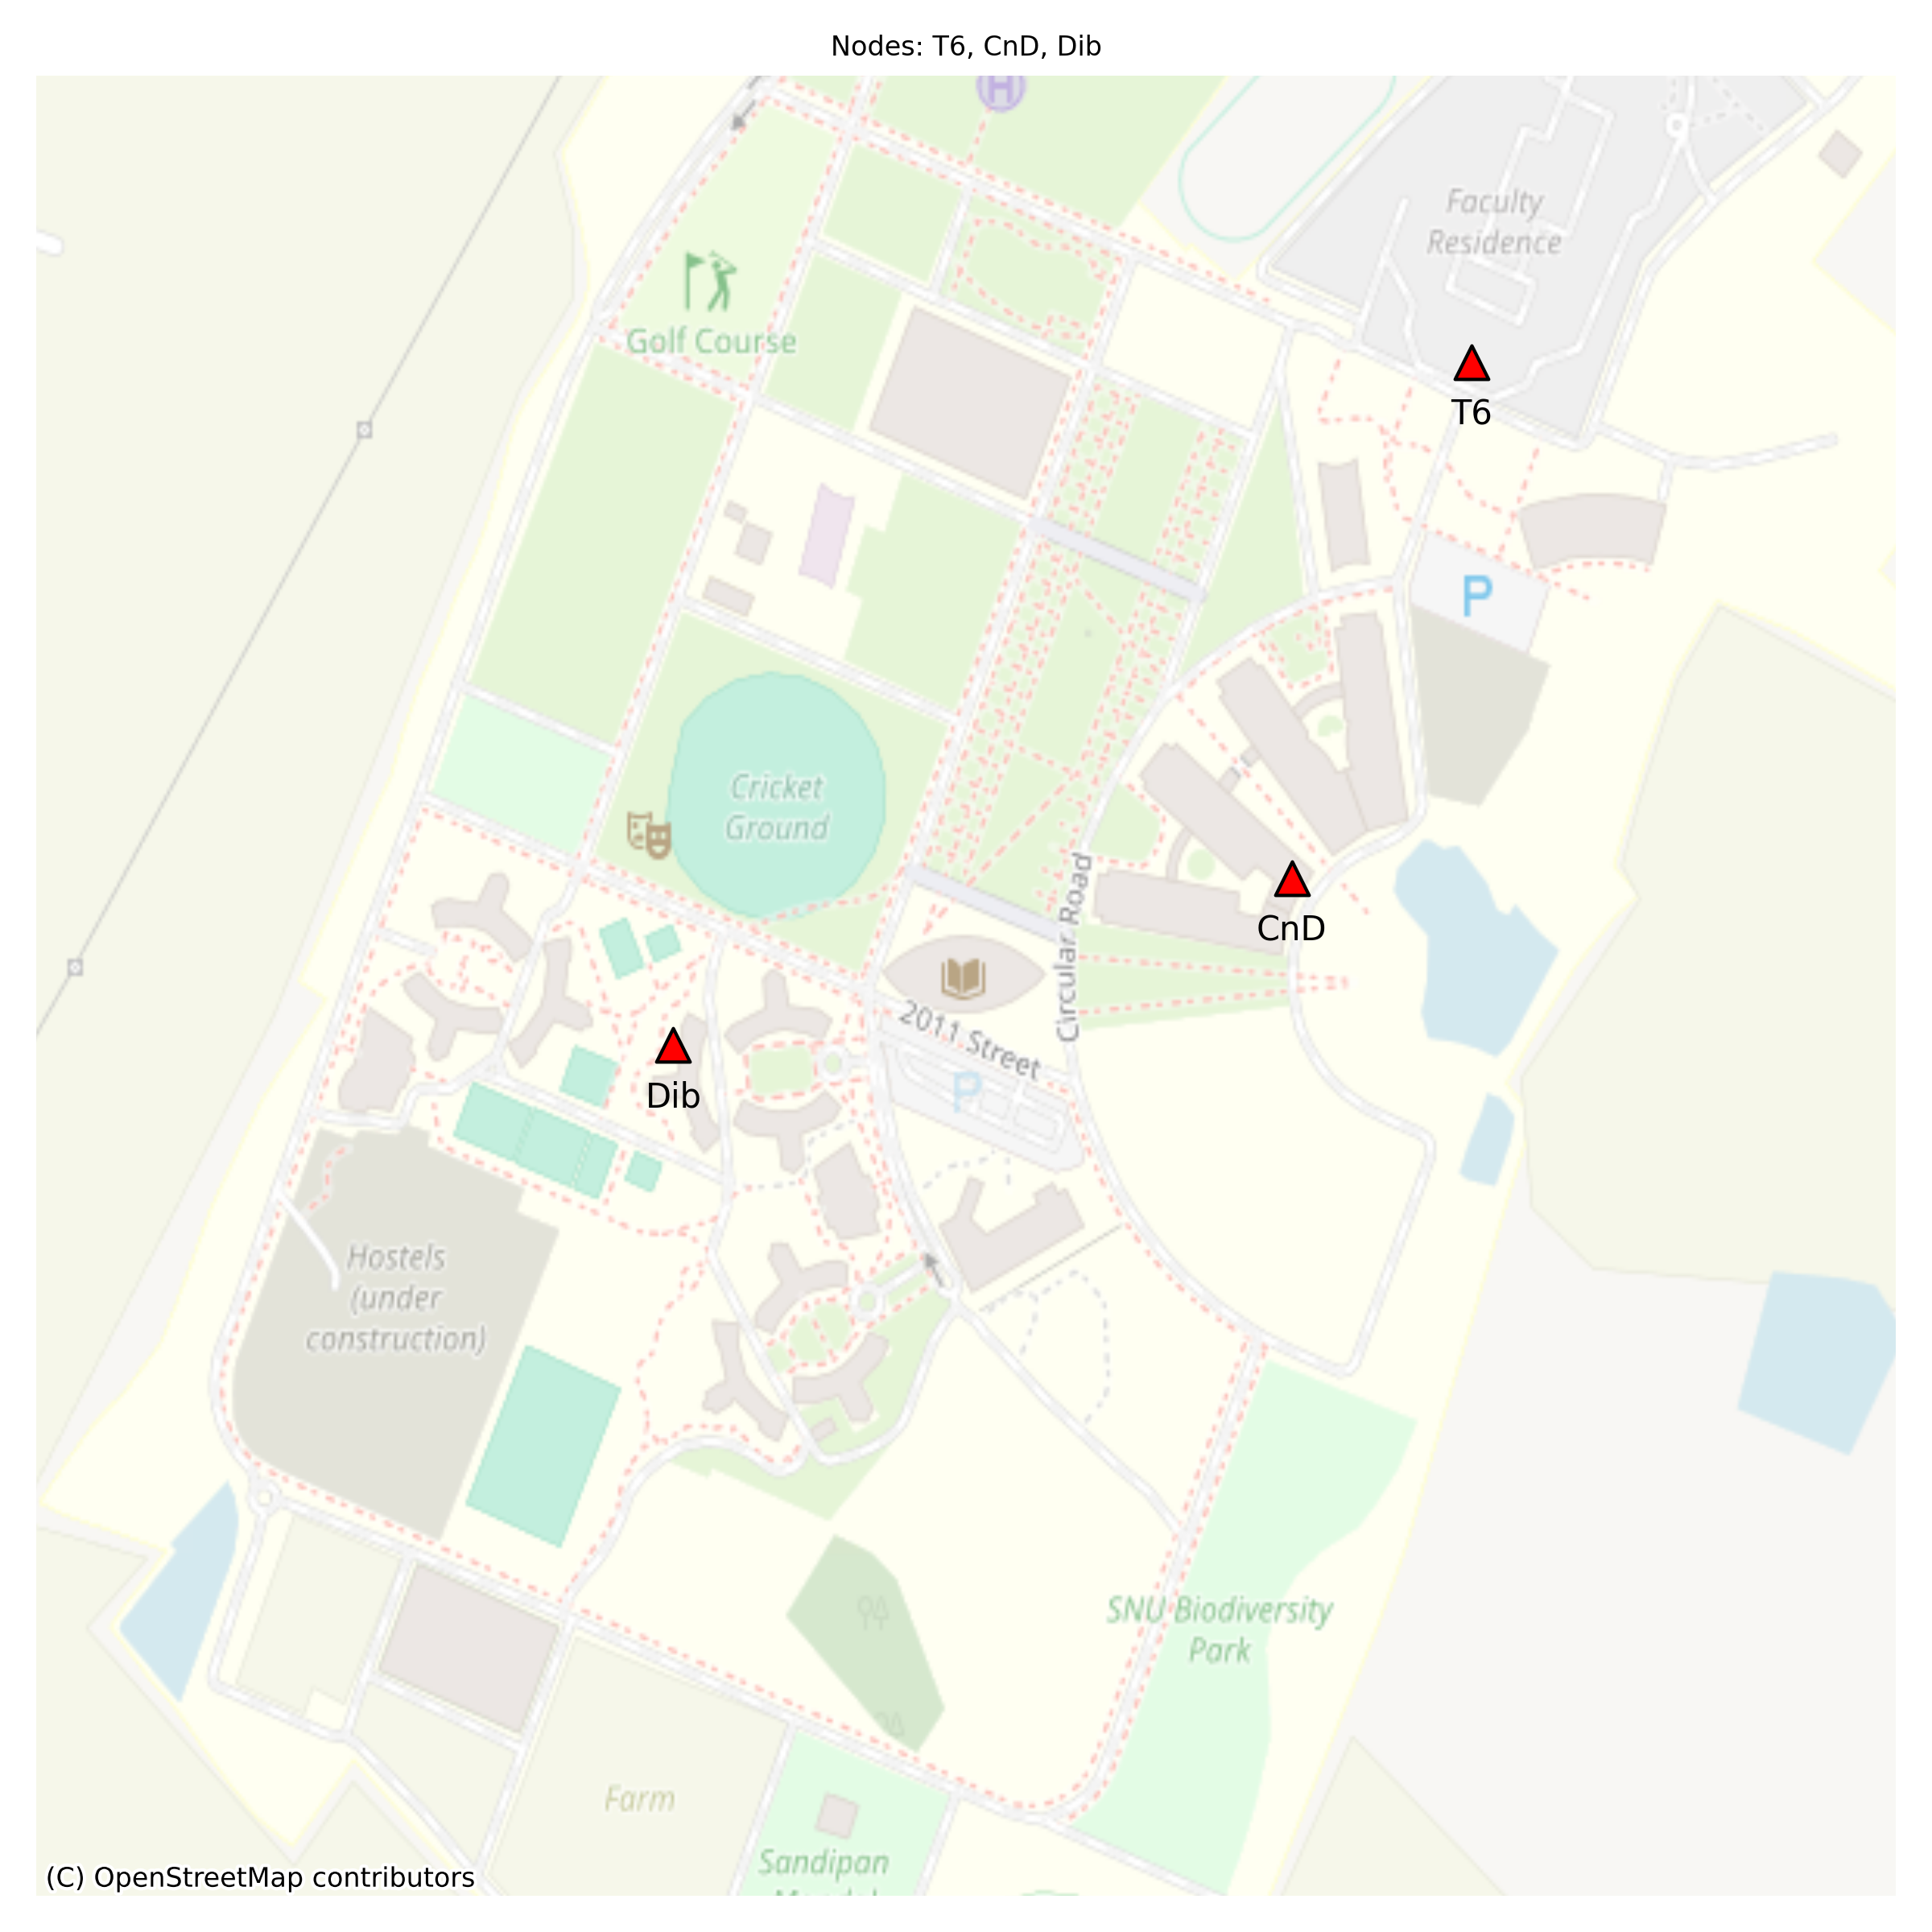 Nodes: T6, CnD, Dib
H
Faculty
Residence
Golf Course
T6
P
Cricket
Ground
Circular Road
CnD
2011 Street
P
Dib
Hostels
(under
construction)
SNU Biodiversity
Park
Farm
Sandipan
(C) OpenStreetMap contributors